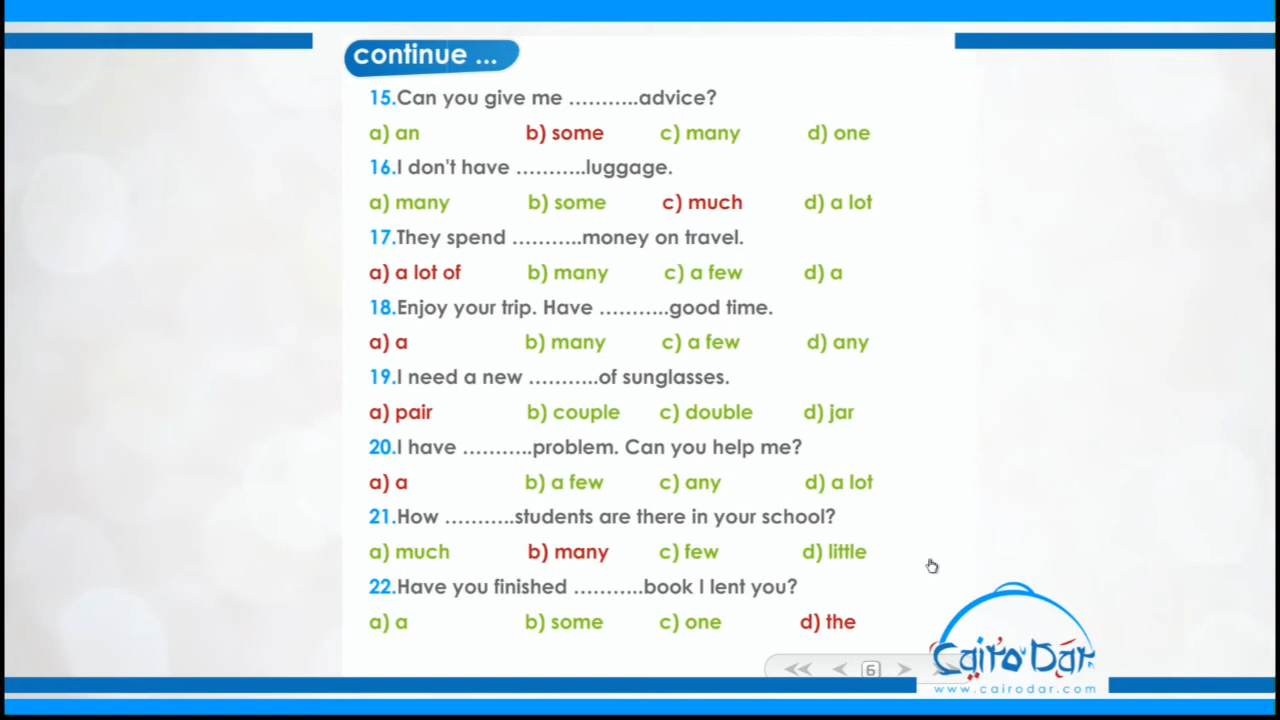 continue ...
15.Can you give me ………..advice?
a) an b) some c) many d) one
16.I don't have ………..luggage.
a) many b) some c) much d) a lot
17.They spend ………..money on travel.
a) a lot of b) many c) a few d) a
18.Enjoy your trip. Have ………..good time.
a) a b) many c) a few d) any
19.I need a new ………..of sunglasses.
a) pair b) couple c) double d) jar
20.I have ………..problem. Can you help me?
a) a b) a few c) any d) a lot
21.How ………..students are there in your school?
a) much b) many c) few d) little
22.Have you finished ………..book I lent you?
a) a b) some c) one d) the
6
Cairo Dar
www.cairodar.com